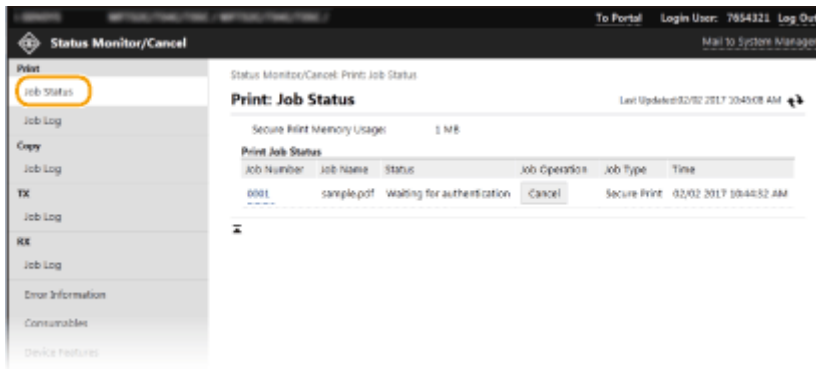 To Portal Login User: 7654321 Log Out
Status Monitor/Cancel
Mail to System Manager
Print
Job Status
Job Log
Copy
Job Log
TX
Job Log
RX
Job Log
Error Information
Consumables
Device Features
Status Monitor/Cancel: Print: Job Status
Print: Job Status
Last Updated:02/02 2017 10:45:08 AM
Secure Print Memory Usage: 1 MB
Print Job Status
Job Number Job Name Status Job Operation Job Type Time
0001 sample.pdf Waiting for authentication Cancel Secure Print 02/02 2017 10:44:32 AM